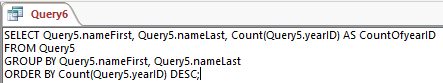 Query6
SELECT Query5.nameFirst, Query5.nameLast, Count(Query5.yearID) AS CountOfyearID
FROM Query5
GROUP BY Query5.nameFirst, Query5.nameLast
ORDER BY Count(Query5.yearID) DESC;